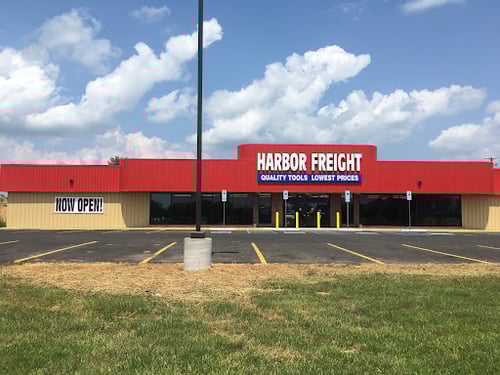 HARBOR FREIGHT
QUALITY TOOLS LOWEST PRICES
NOW OPEN!